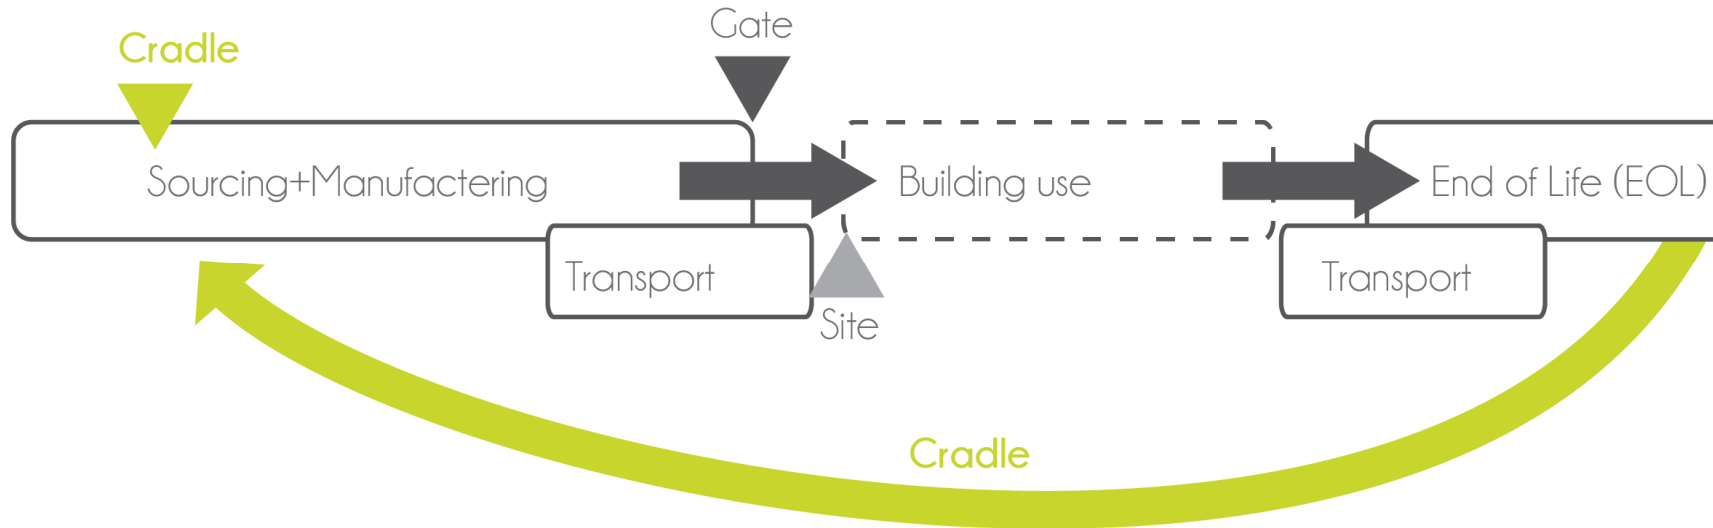 Gate
Cradle
Sourcing+Manufactering
Building use
End of Life (EOL)
Transport
Transport
Site
Cradle